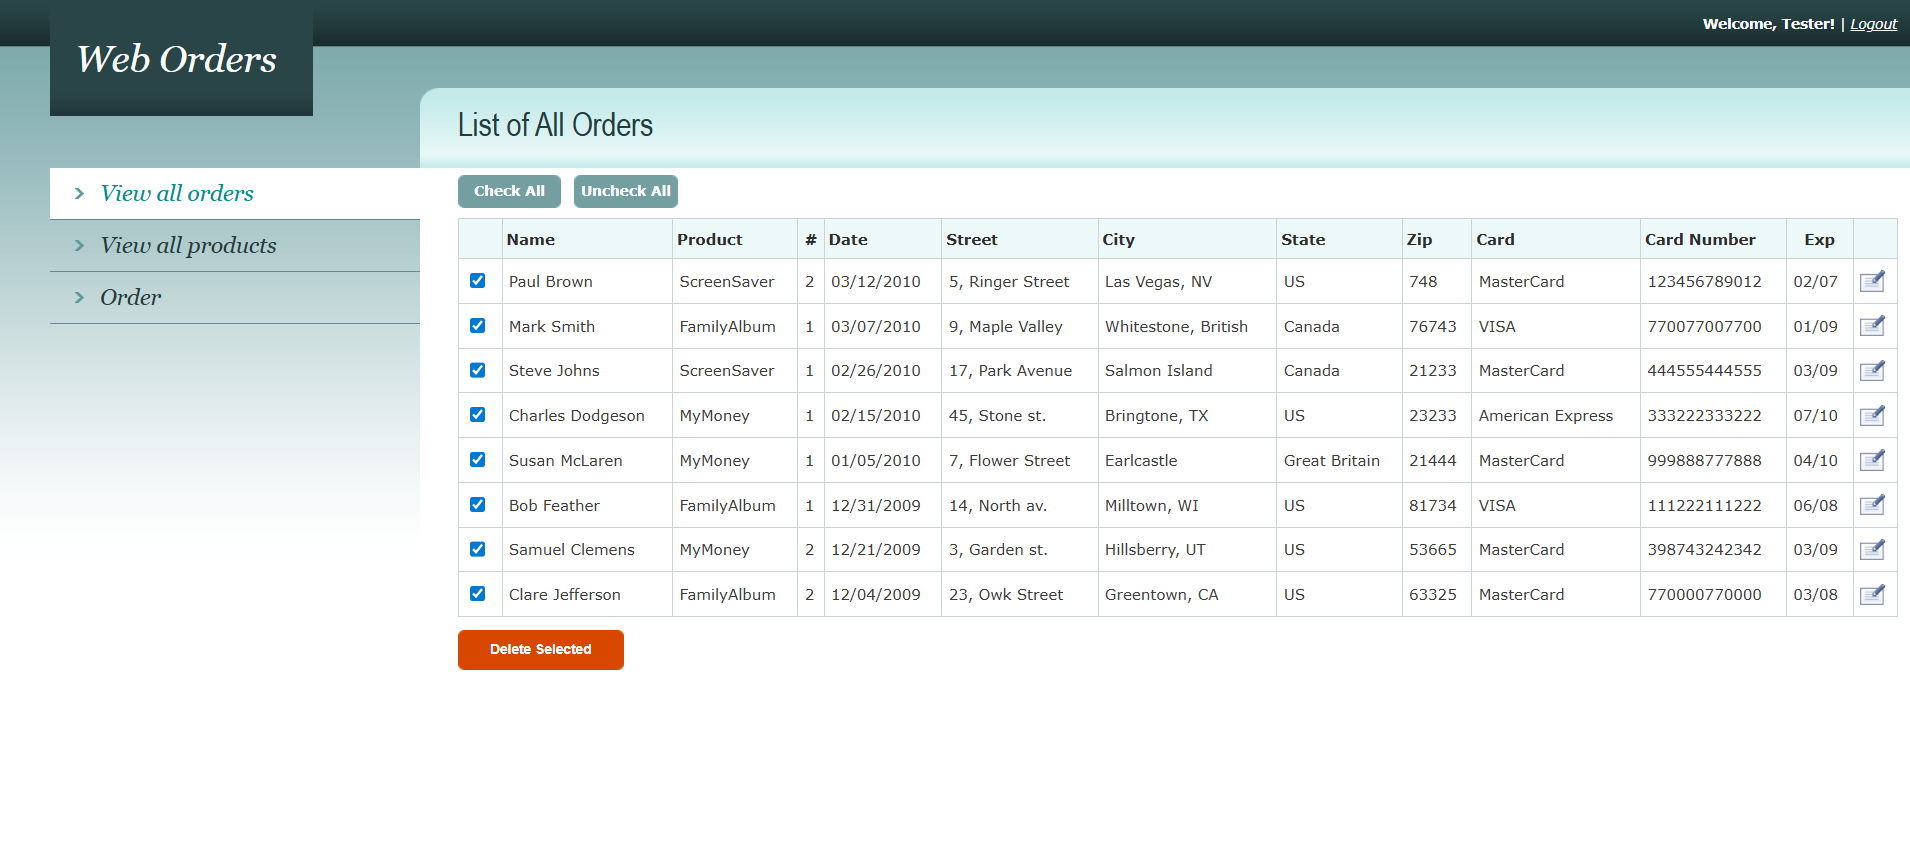 Welcome, Tester! | Logout
Web Orders
List of All Orders
View all orders
View all products
Order
Check All Uncheck All
Name Product # Date Street City State Zip Card Card Number Exp
Paul Brown ScreenSaver 2 03/12/2010 5, Ringer Street Las Vegas, NV US 748 MasterCard 123456789012 02/07
Mark Smith FamilyAlbum 1 03/07/2010 9, Maple Valley Whitestone, British Canada 76743 VISA 770077007700 01/09
Steve Johns ScreenSaver 1 02/26/2010 17, Park Avenue Salmon Island Canada 21233 MasterCard 444555444555 03/09
Charles Dodgeson MyMoney 1 02/15/2010 45, Stone st. Bringtone, TX US 23233 American Express 333222333222 07/10
Susan McLaren MyMoney 1 01/05/2010 7, Flower Street Earlcastle Great Britain 21444 MasterCard 999888777888 04/10
Bob Feather FamilyAlbum 1 12/31/2009 14, North av. Milltown, WI US 81734 VISA 111222111222 06/08
Samuel Clemens MyMoney 2 12/21/2009 3, Garden st. Hillsberry, UT US 53665 MasterCard 398743242342 03/09
Clare Jefferson FamilyAlbum 2 12/04/2009 23, Owk Street Greentown, CA US 63325 MasterCard 770000770000 03/08
Delete Selected